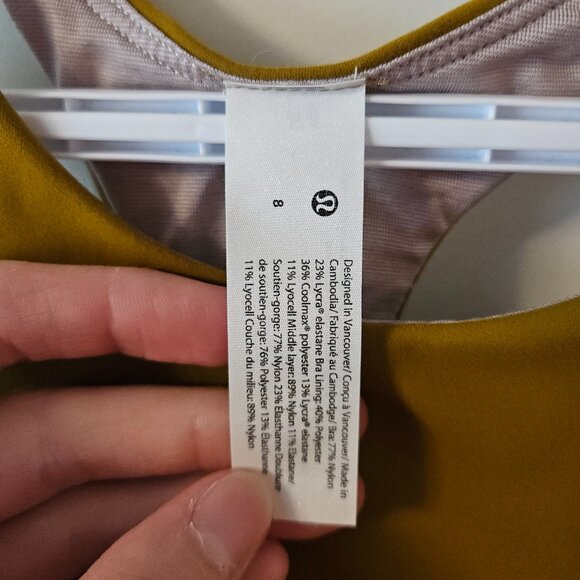 8
Designed In Vancouver/ Conçu à Vancouver/ Made in
Cambodia/ Fabriqué au Cambodge/ Bra: 77% Nylon
23% Lycra® elastane Bra Lining: 40% Polyester
36% Coolmax® polyester 13% Lycra® elastane
11% Lyocell Middle layer: 89% Nylon 11% Elastane/
Soutien-gorge: 77% Nylon 23% Élasthanne Doublure
de soutien-gorge: 76% Polyester 13% Élasthanne
11% Lyocell Couche du milieu: 89% Nylon